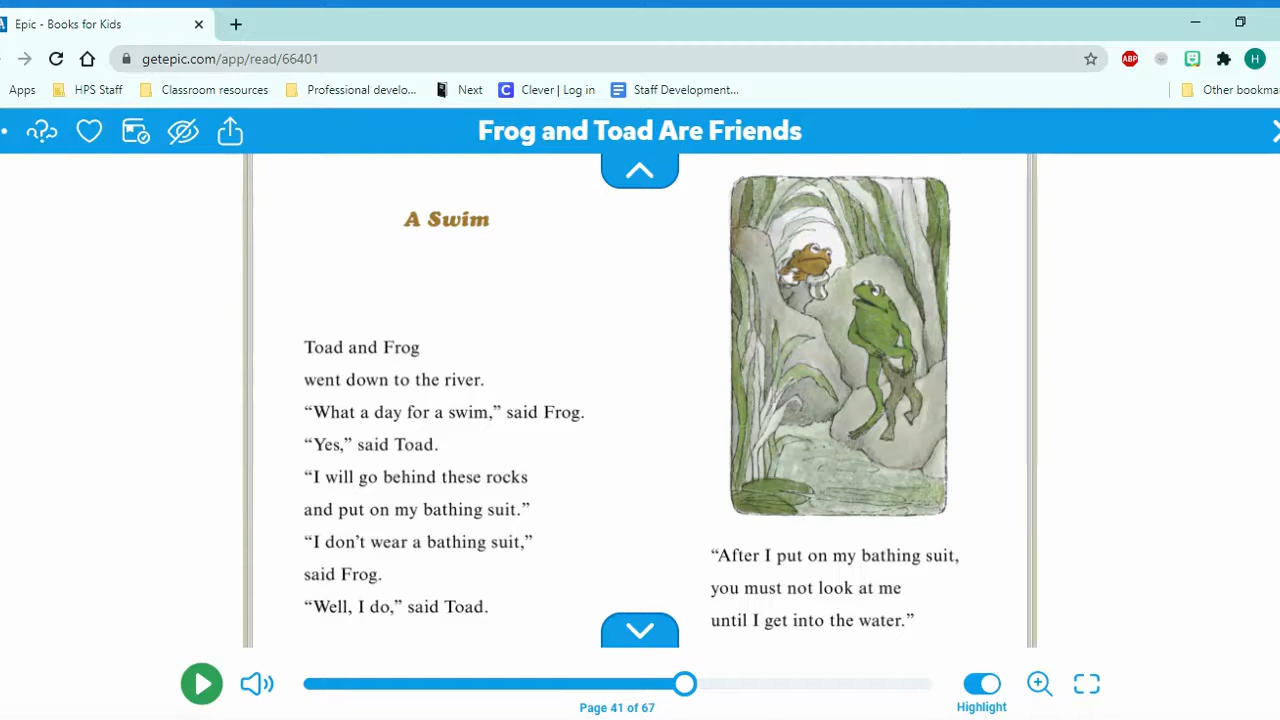 Epic - Books for Kids
getepic.com/app/read/66401
ABP
H
Apps
HPS Staff
Classroom resources
Professional develo...
Next
C
Clever | Log in
Staff Development...
Other bookma
Frog and Toad Are Friends
A Swim
Toad and Frog
went down to the river.
“What a day for a swim,” said Frog.
“Yes,” said Toad.
“I will go behind these rocks
and put on my bathing suit.”
“I don’t wear a bathing suit,”
said Frog.
“Well, I do,” said Toad.
“After I put on my bathing suit,
you must not look at me
until I get into the water.”
Page 41 of 67
Highlight